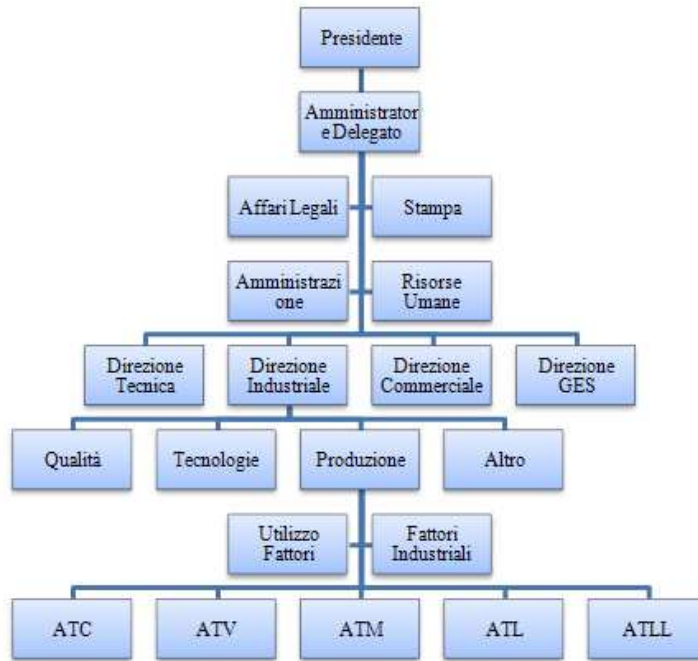 Presidente
Amministrator
e Delegato
Affari Legali
Stampa
Amministrazi
one
Risorse
Umane
Direzione
Tecnica
Direzione
Industriale
Direzione
Commerciale
Direzione
GES
Qualità
Tecnologie
Produzione
Altro
Utilizzo
Fattori
Fattori
Industriali
ATC
ATV
ATM
ATL
ATLL